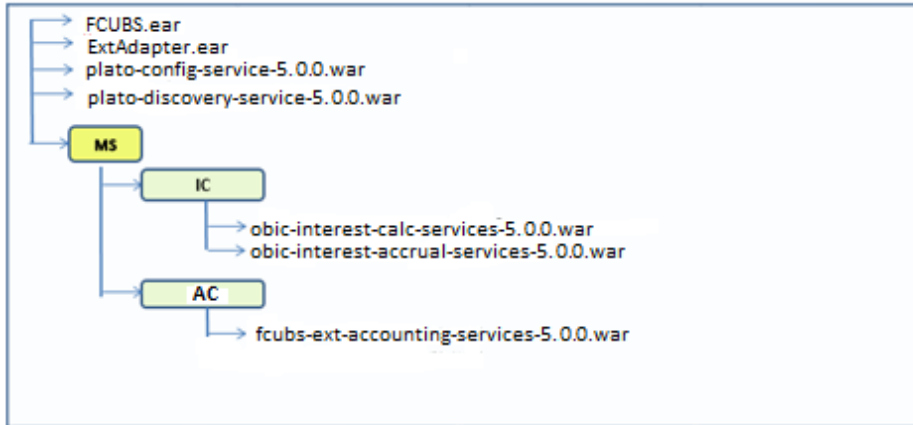 FCUBS.ear
ExtAdapter.ear
plato-config-service-5.0.0.war
plato-discovery-service-5.0.0.war
MS
IC
obic-interest-calc-services-5.0.0.war
obic-interest-accrual-services-5.0.0.war
AC
fcubs-ext-accounting-services-5.0.0.war